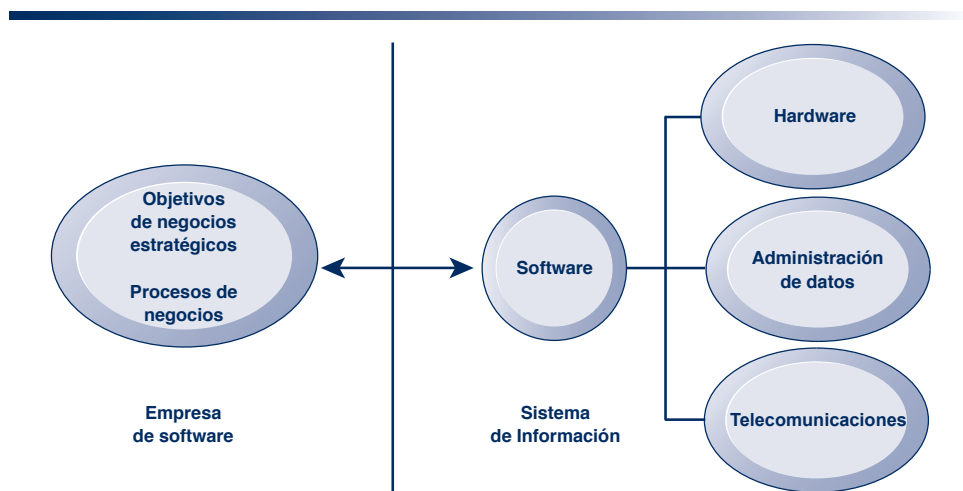 Objetivos
de negocios
estratégicos
Procesos de
negocios
Empresa
de software
Software
Sistema
de Información
Hardware
Administración
de datos
Telecomunicaciones